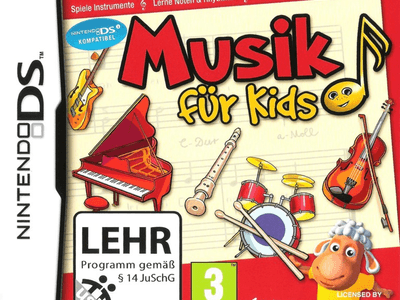 Spiele Instrumente
Lerne Noten &
NINTENDO DSi
KOMPATIBEL
Musik
für Kids
NINTENDO DS
C-Dur
a-Moll
LEHR
Programm gemäß
§ 14 JuSchG
3
LICENSED BY